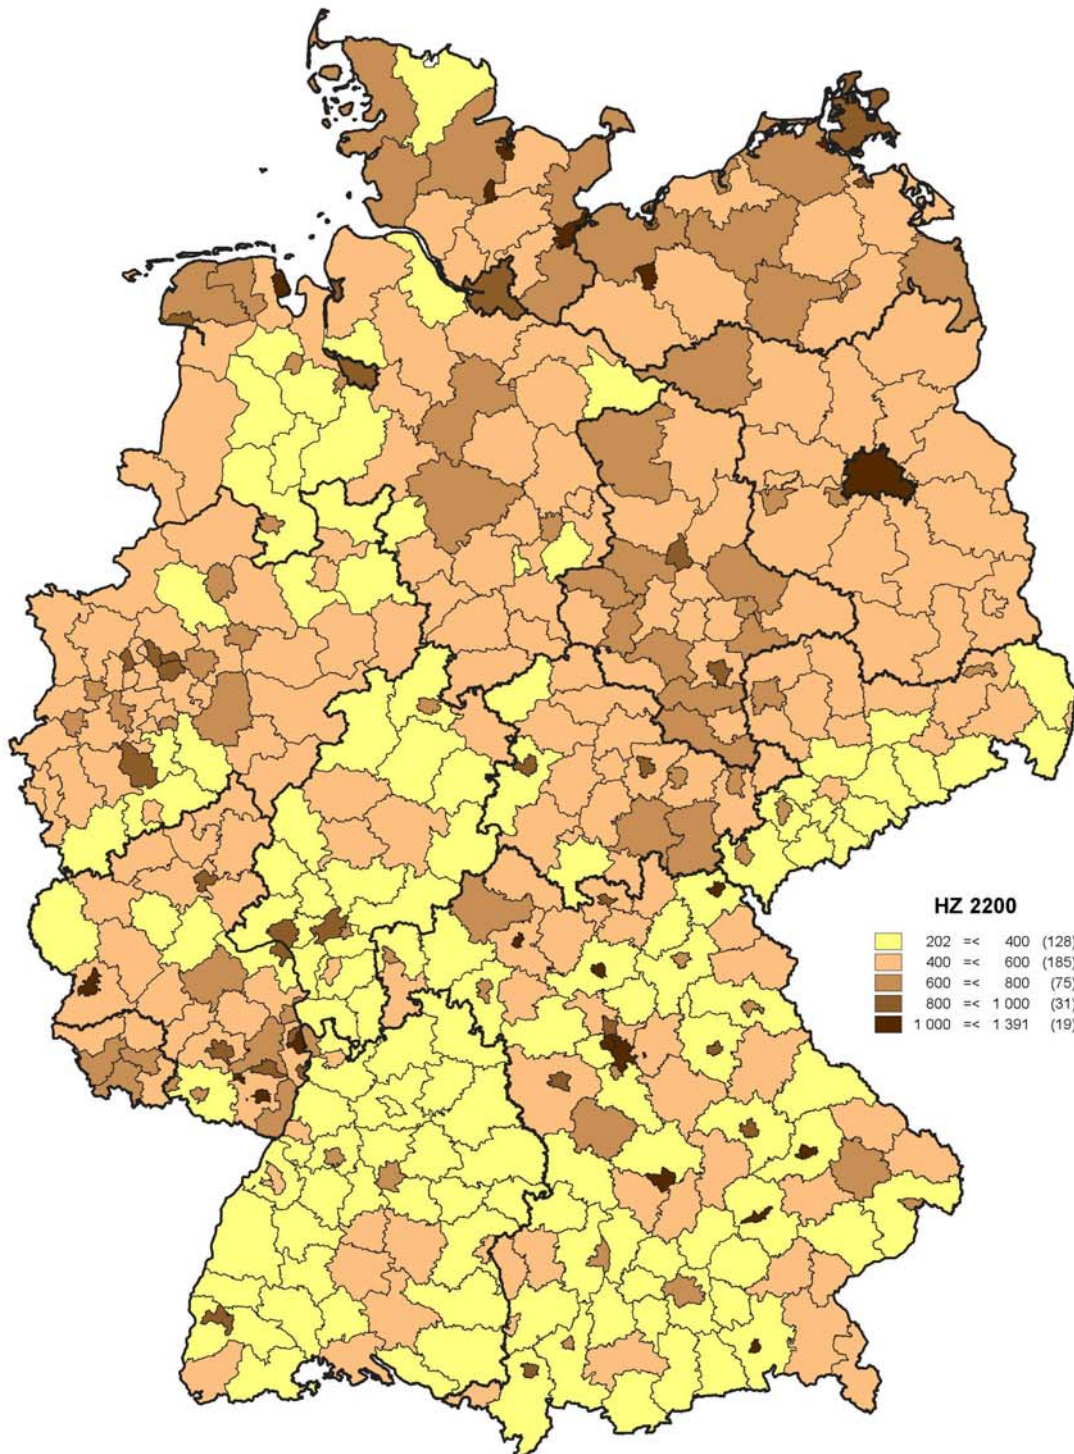 HZ 2200
202 =< 400 (128)
400 =< 600 (185)
600 =< 800 (75)
800 =< 1 000 (31)
1 000 =< 1 391 (19)